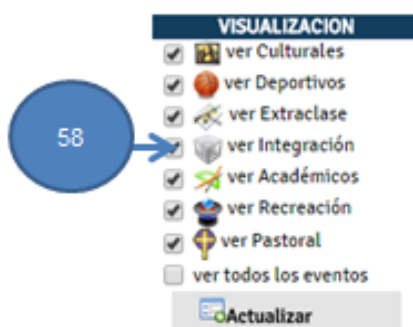 VISUALIZACION
ver Culturales
ver Deportivos
ver Extraclase
58
ver Integración
ver Académicos
ver Recreación
ver Pastoral
ver todos los eventos
Actualizar